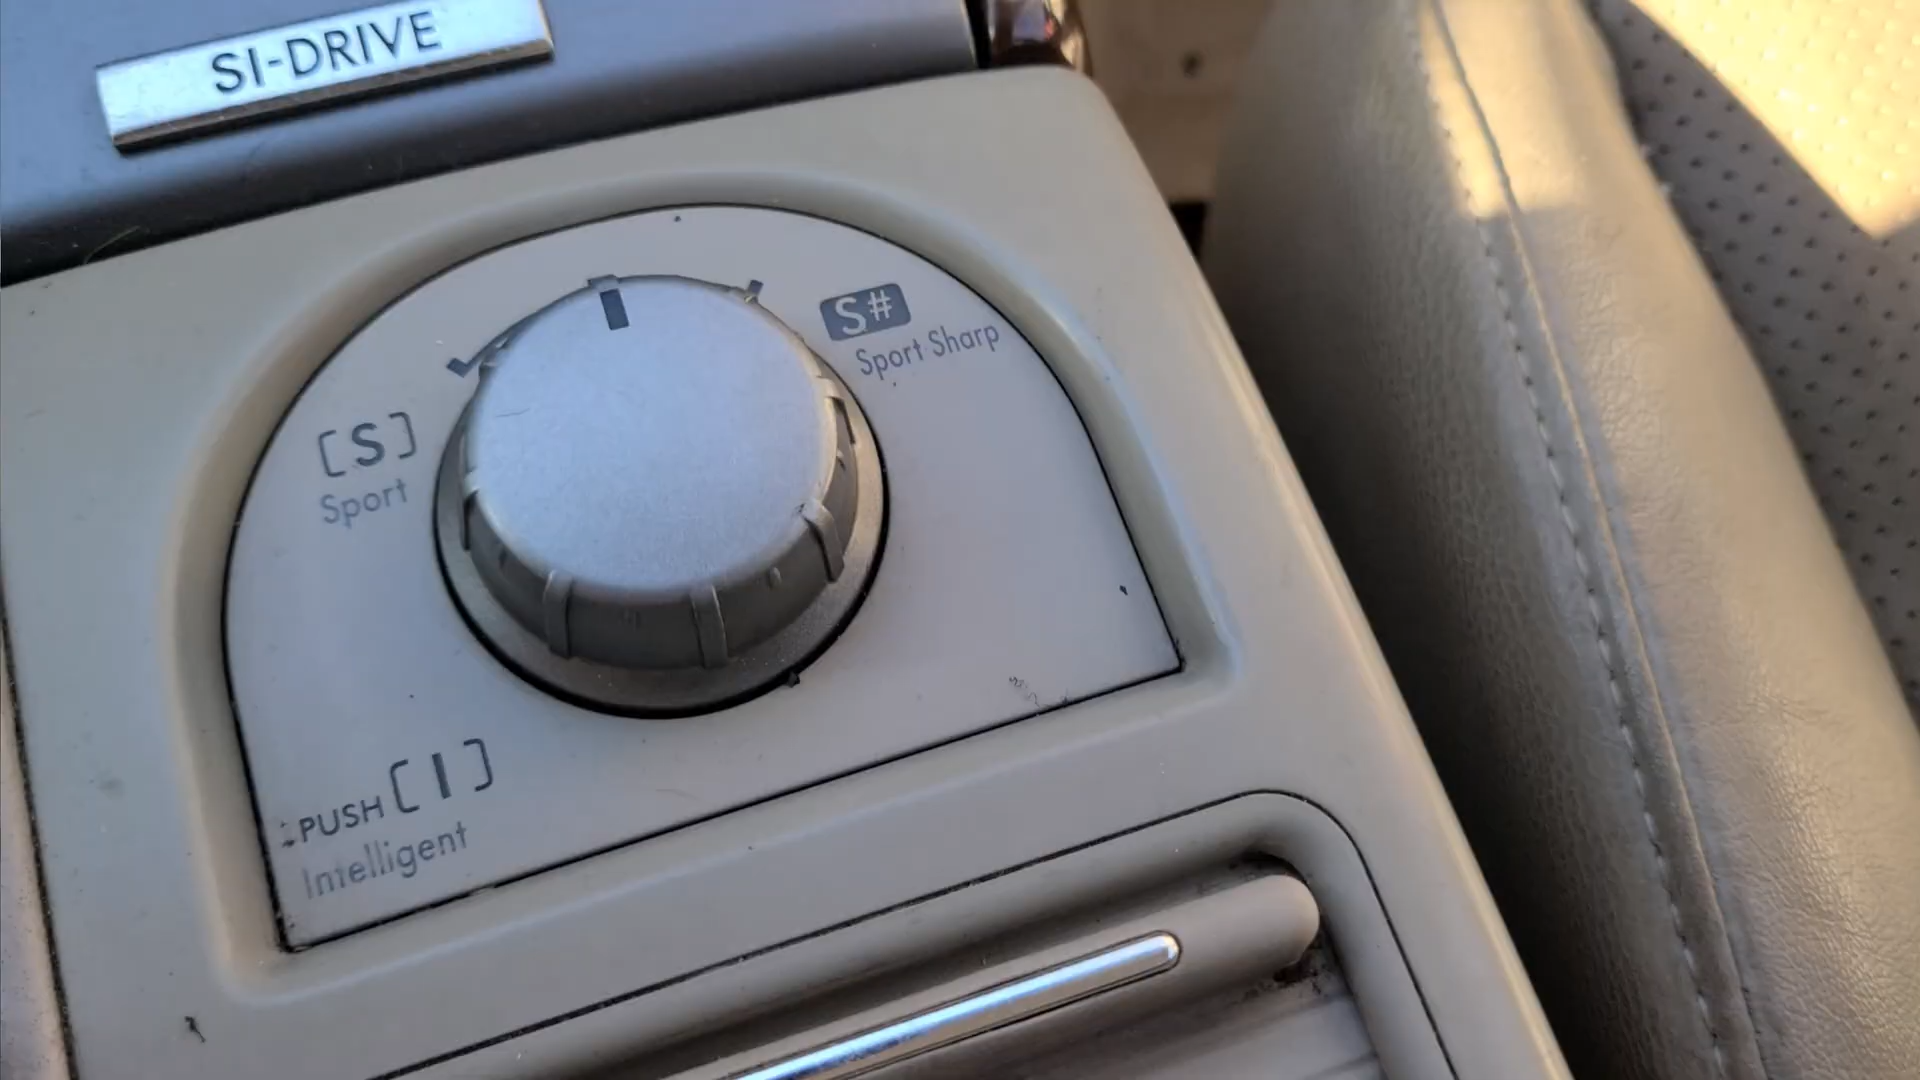 SI-DRIVE
S#
Sport Sharp
[S]
Sport
PUSH [I]
Intelligent